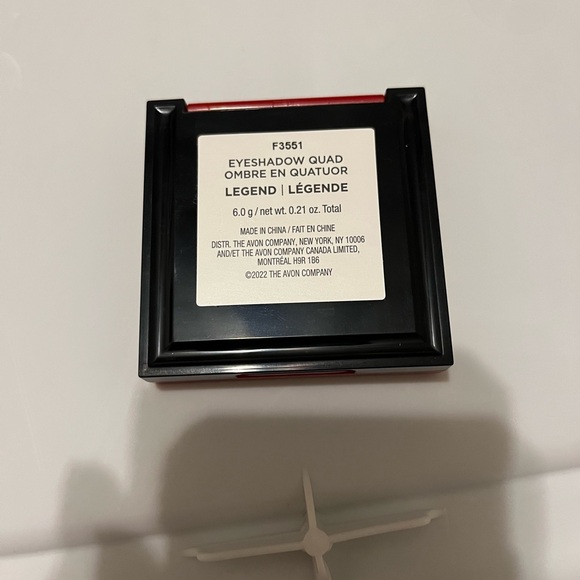 F3551
EYESHADOW QUAD
OMBRE EN QUATUOR
LEGEND | LÉGENDE
6.0 g / net wt. 0.21 oz. Total
MADE IN CHINA / FAIT EN CHINE
DISTR. THE AVON COMPANY, NEW YORK, NY 10006
AND/ET THE AVON COMPANY CANADA LIMITED,
MONTRÉAL H9R 1B6
©2022 THE AVON COMPANY